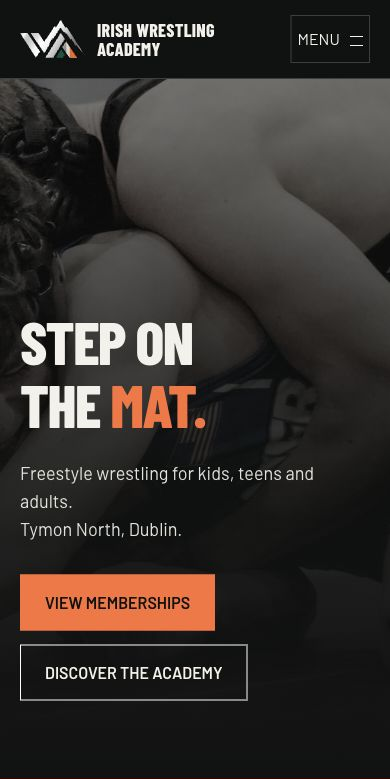 IRISH WRESTLING
ACADEMY
MENU
STEP ON
THE MAT.
Freestyle wrestling for kids, teens and
adults.
Tymon North, Dublin.
VIEW MEMBERSHIPS
DISCOVER THE ACADEMY